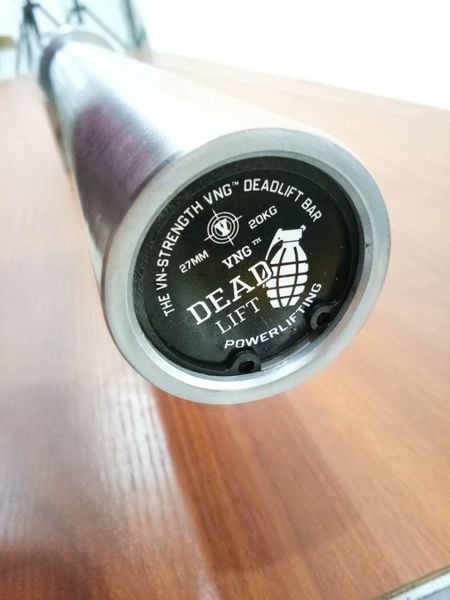 THE VN-STRENGTH VNG™ DEADLIFT BAR
V
27MM 20KG
VNG™
DEAD
LIFT
POWERLIFTING